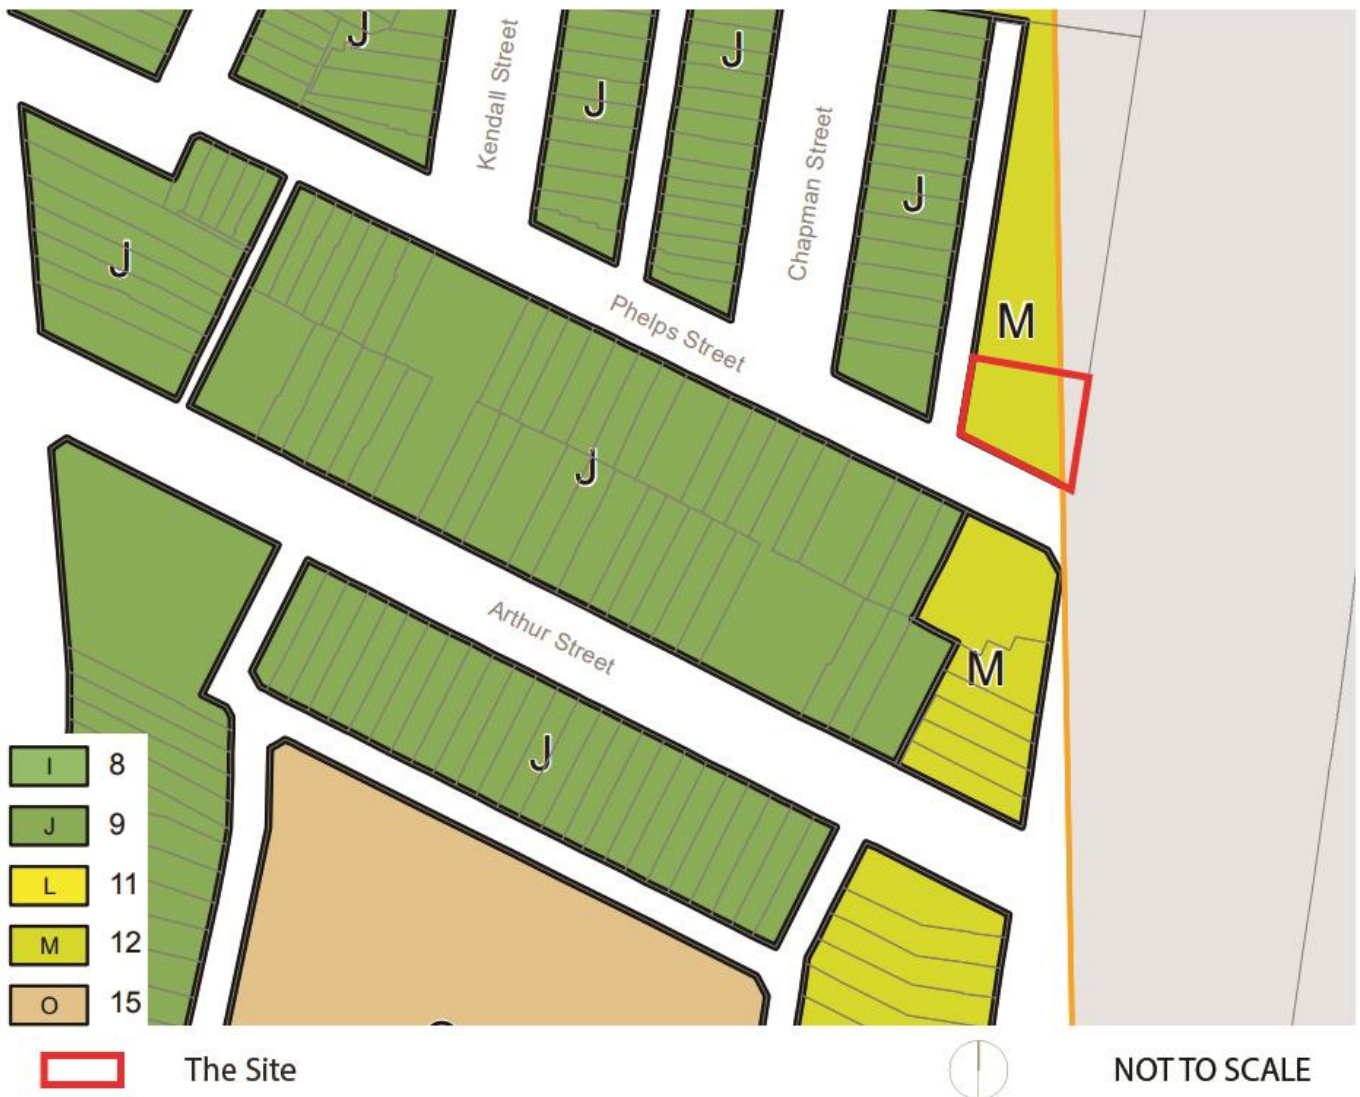 J
Kendall Street
J
J
Chapman Street
J
J
Phelps Street
M
J
Arthur Street
M
J
I 8
J 9
L 11
M 12
O 15
The Site
NOT TO SCALE